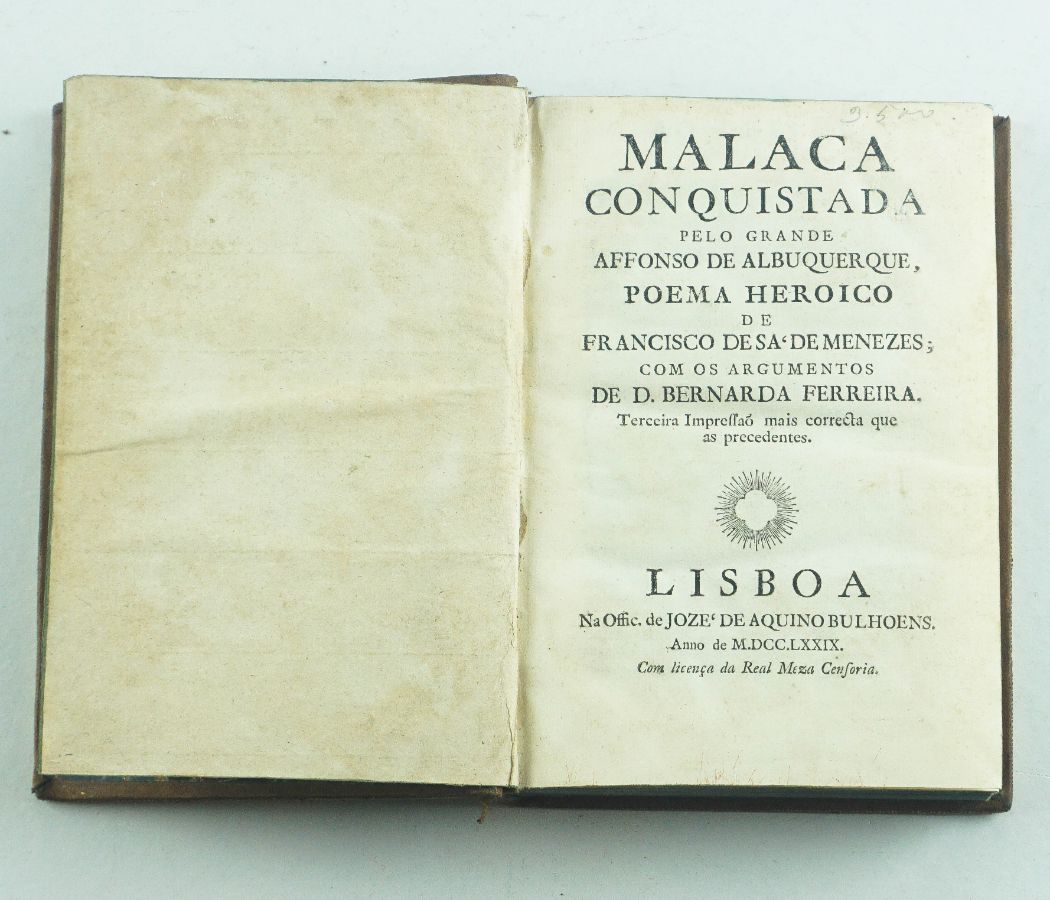 MALACA
CONQUISTADA
PELO GRANDE
AFFONSO DE ALBUQUERQUE,
POEMA HEROICO
DE
FRANCISCO DE SA‘ DE MENEZES;
COM OS ARGUMENTOS
DE D. BERNARDA FERREIRA.
Terceira Impreſſaõ mais correcta que
as precedentes.
LISBOA
Na Offic. de JOZE‘ DE AQUINO BULHOENS.
Anno de M.DCC.LXXIX.
Com licença da Real Meza Cenſoria.